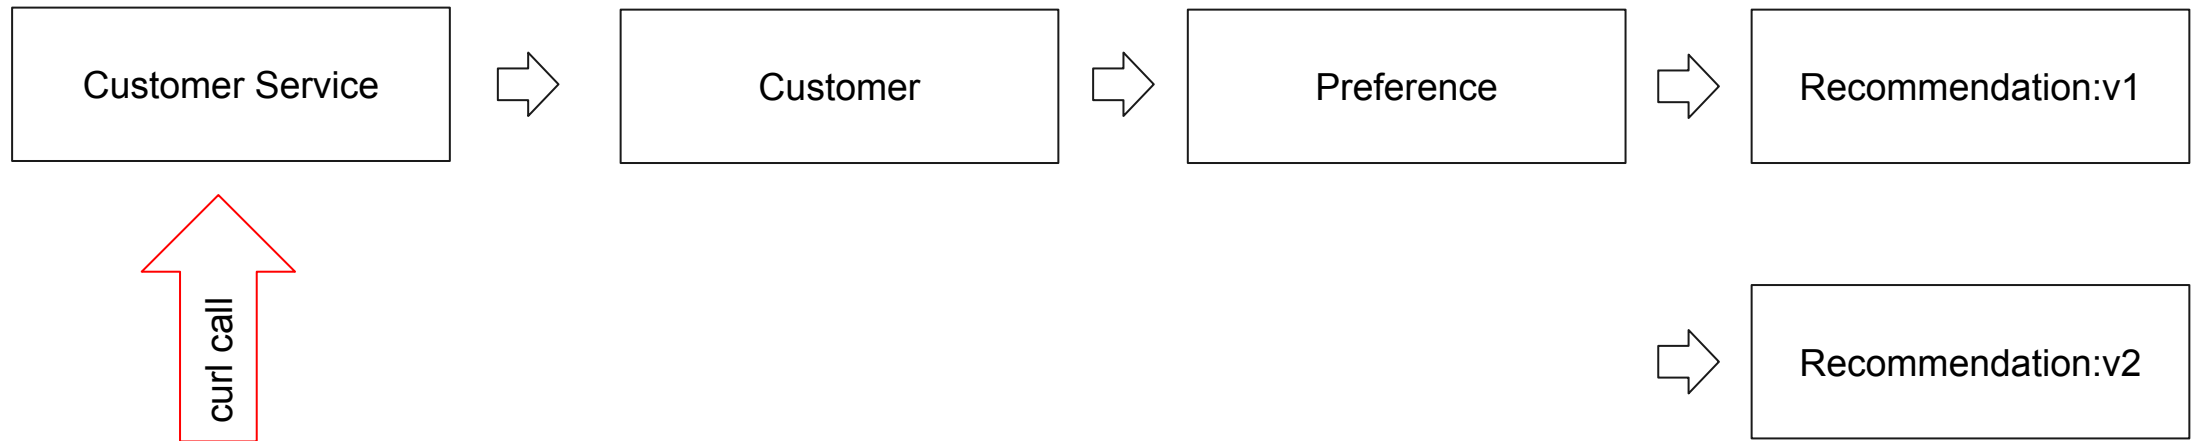 Customer Service
Customer
Preference
Recommendation:v1
curl call
Recommendation:v2